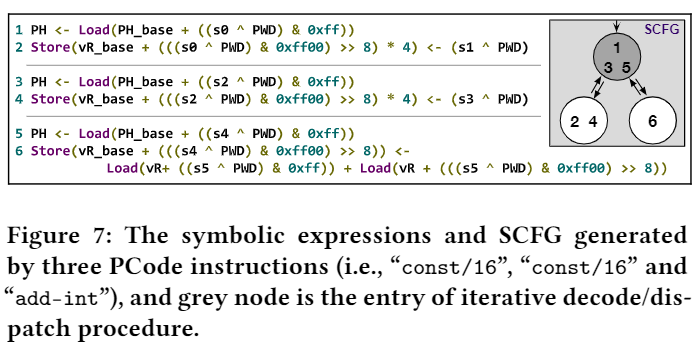 1 PH <- Load(PH_base + ((s0 ^ PWD) & 0xff))
2 Store(vR_base + (((s0 ^ PWD) & 0xff00) >> 8) * 4) <- (s1 ^ PWD)
3 PH <- Load(PH_base + ((s2 ^ PWD) & 0xff))
4 Store(vR_base + (((s2 ^ PWD) & 0xff00) >> 8) * 4) <- (s3 ^ PWD)
5 PH <- Load(PH_base + ((s4 ^ PWD) & 0xff))
6 Store(vR_base + (((s4 ^ PWD) & 0xff00) >> 8)) <-
Load(vR+ ((s5 ^ PWD) & 0xff)) + Load(vR + (((s5 ^ PWD) & 0xff00) >> 8))
SCFG
1
3 5
2 4
6
Figure 7: The symbolic expressions and SCFG generated
by three PCode instructions (i.e., “const/16”, “const/16” and
“add-int”), and grey node is the entry of iterative decode/dis-
patch procedure.